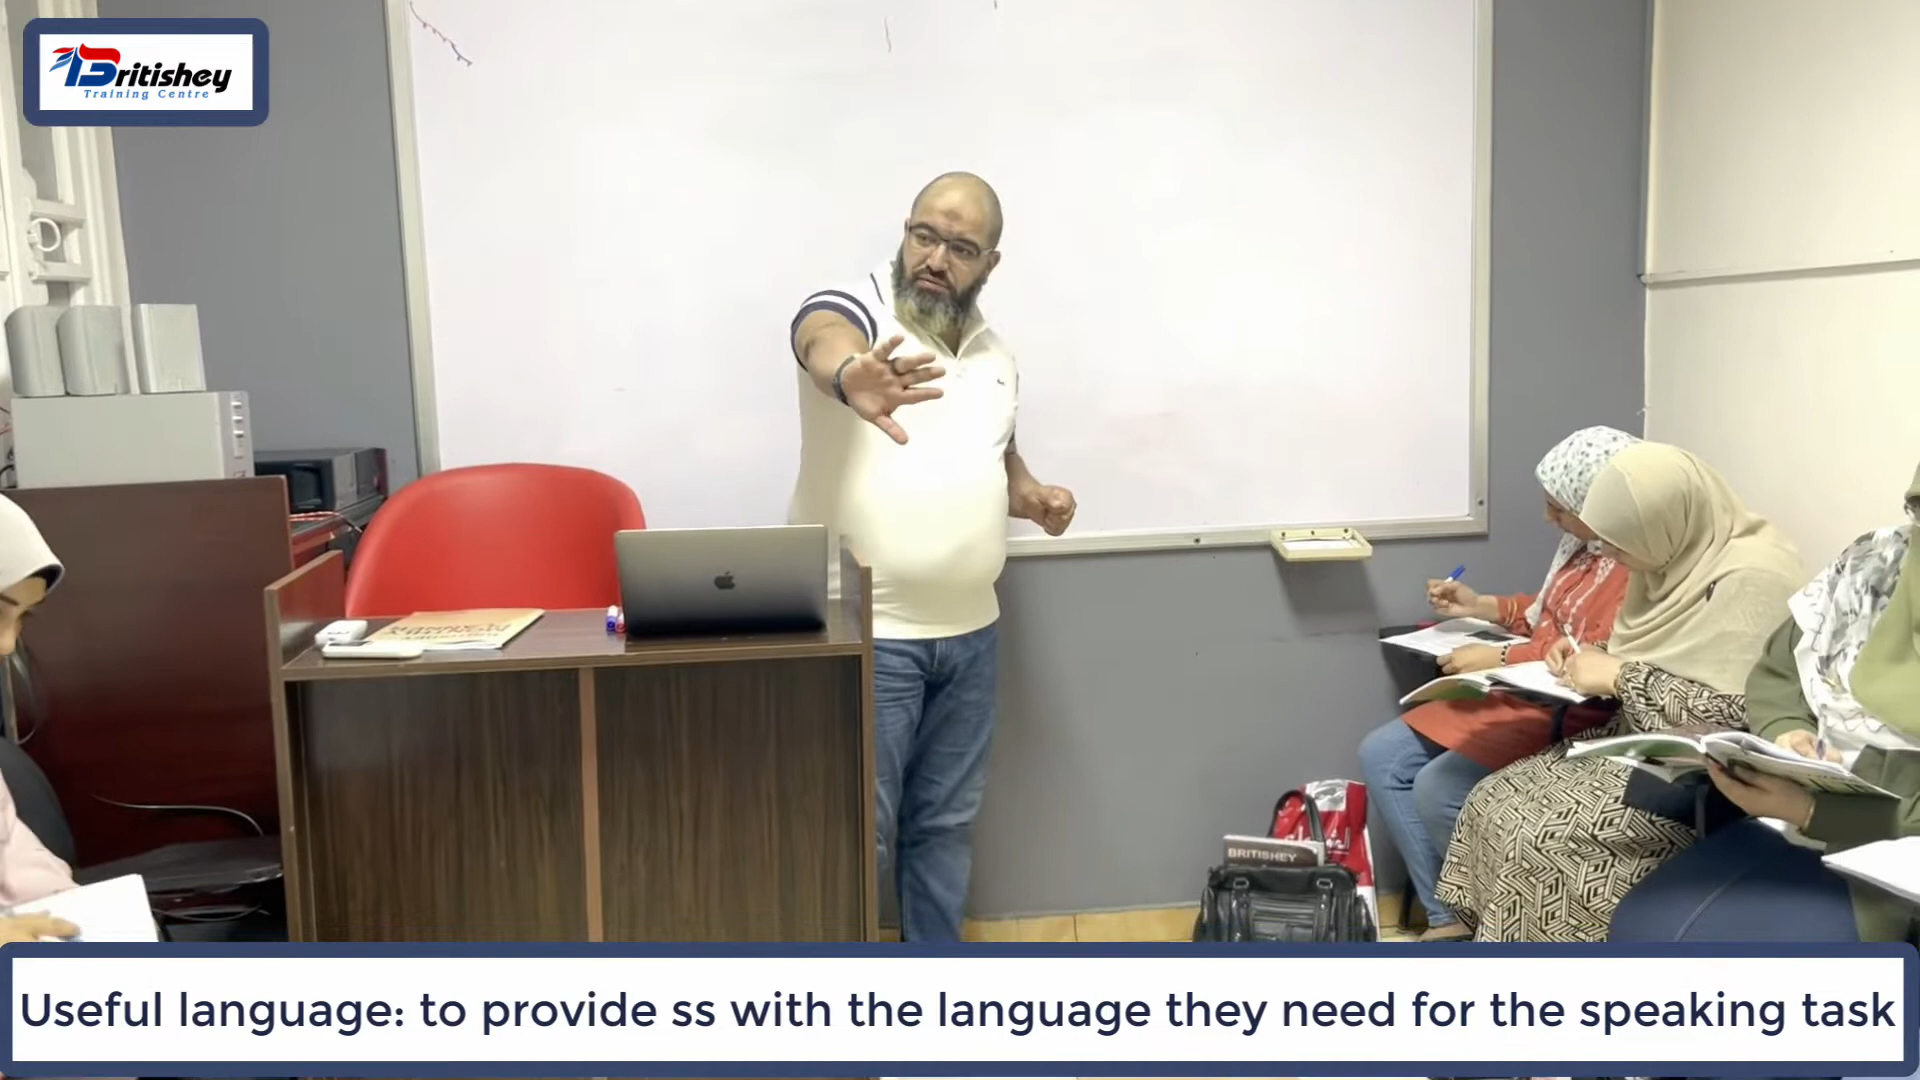 Britishey
Training Centre
BRITISHEY
Useful language: to provide ss with the language they need for the speaking task